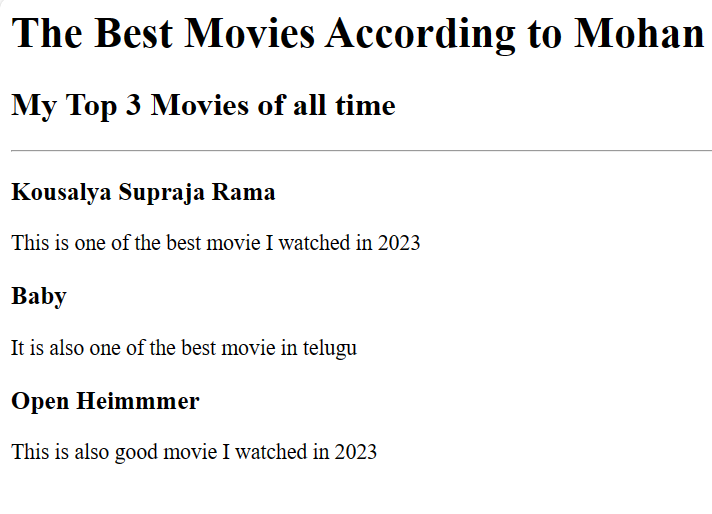 The Best Movies According to Mohan
My Top 3 Movies of all time
Kousalya Supraja Rama
This is one of the best movie I watched in 2023
Baby
It is also one of the best movie in telugu
Open Heimmmer
This is also good movie I watched in 2023